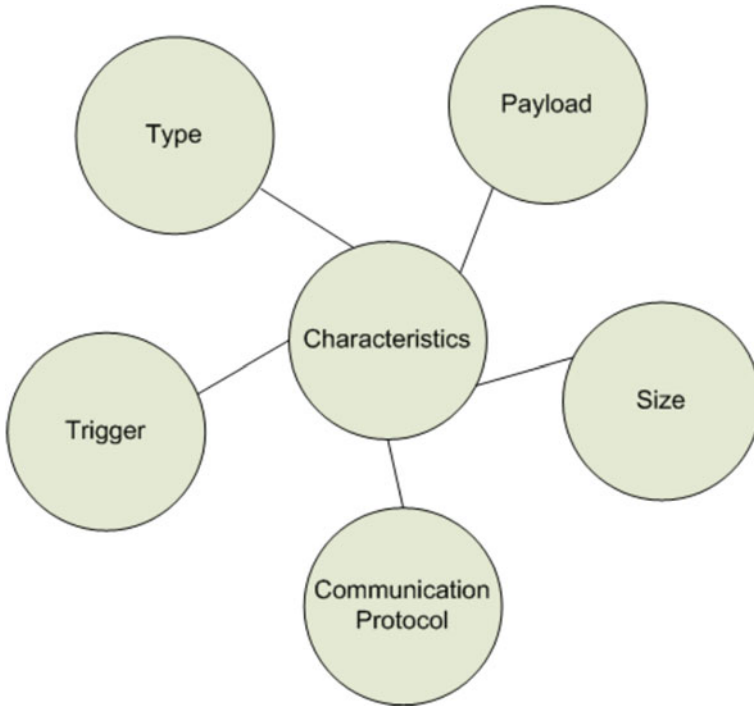 Payload
Type
Characteristics
Size
Trigger
Communication
Protocol